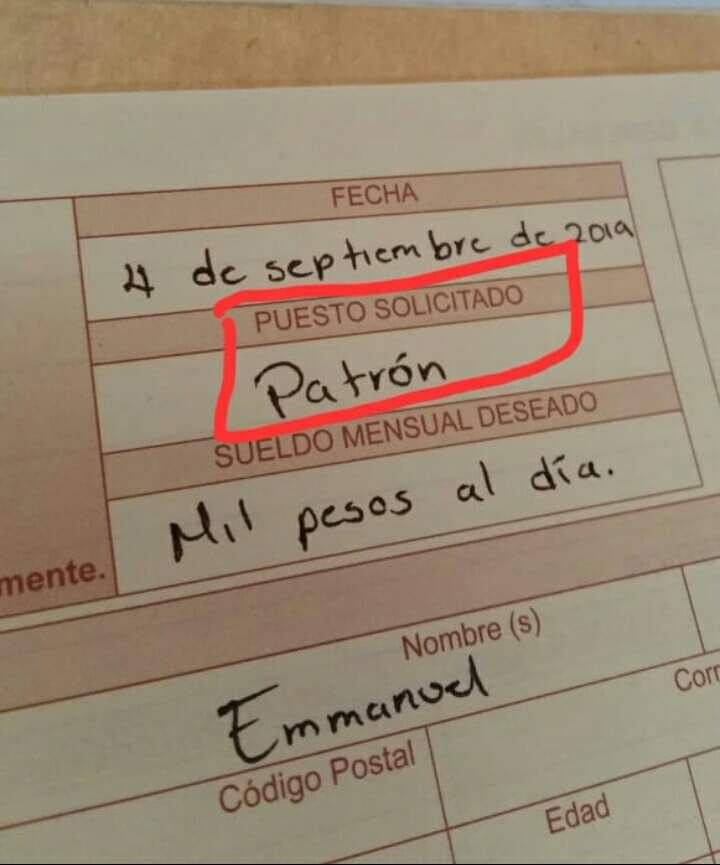 FECHA
4 de septiembre de 2019
PUESTO SOLICITADO
Patrón
SUELDO MENSUAL DESEADO
Mil pesos al día.
mente.
Nombre (s)
Emmanuel
Corr
Código Postal
Edad